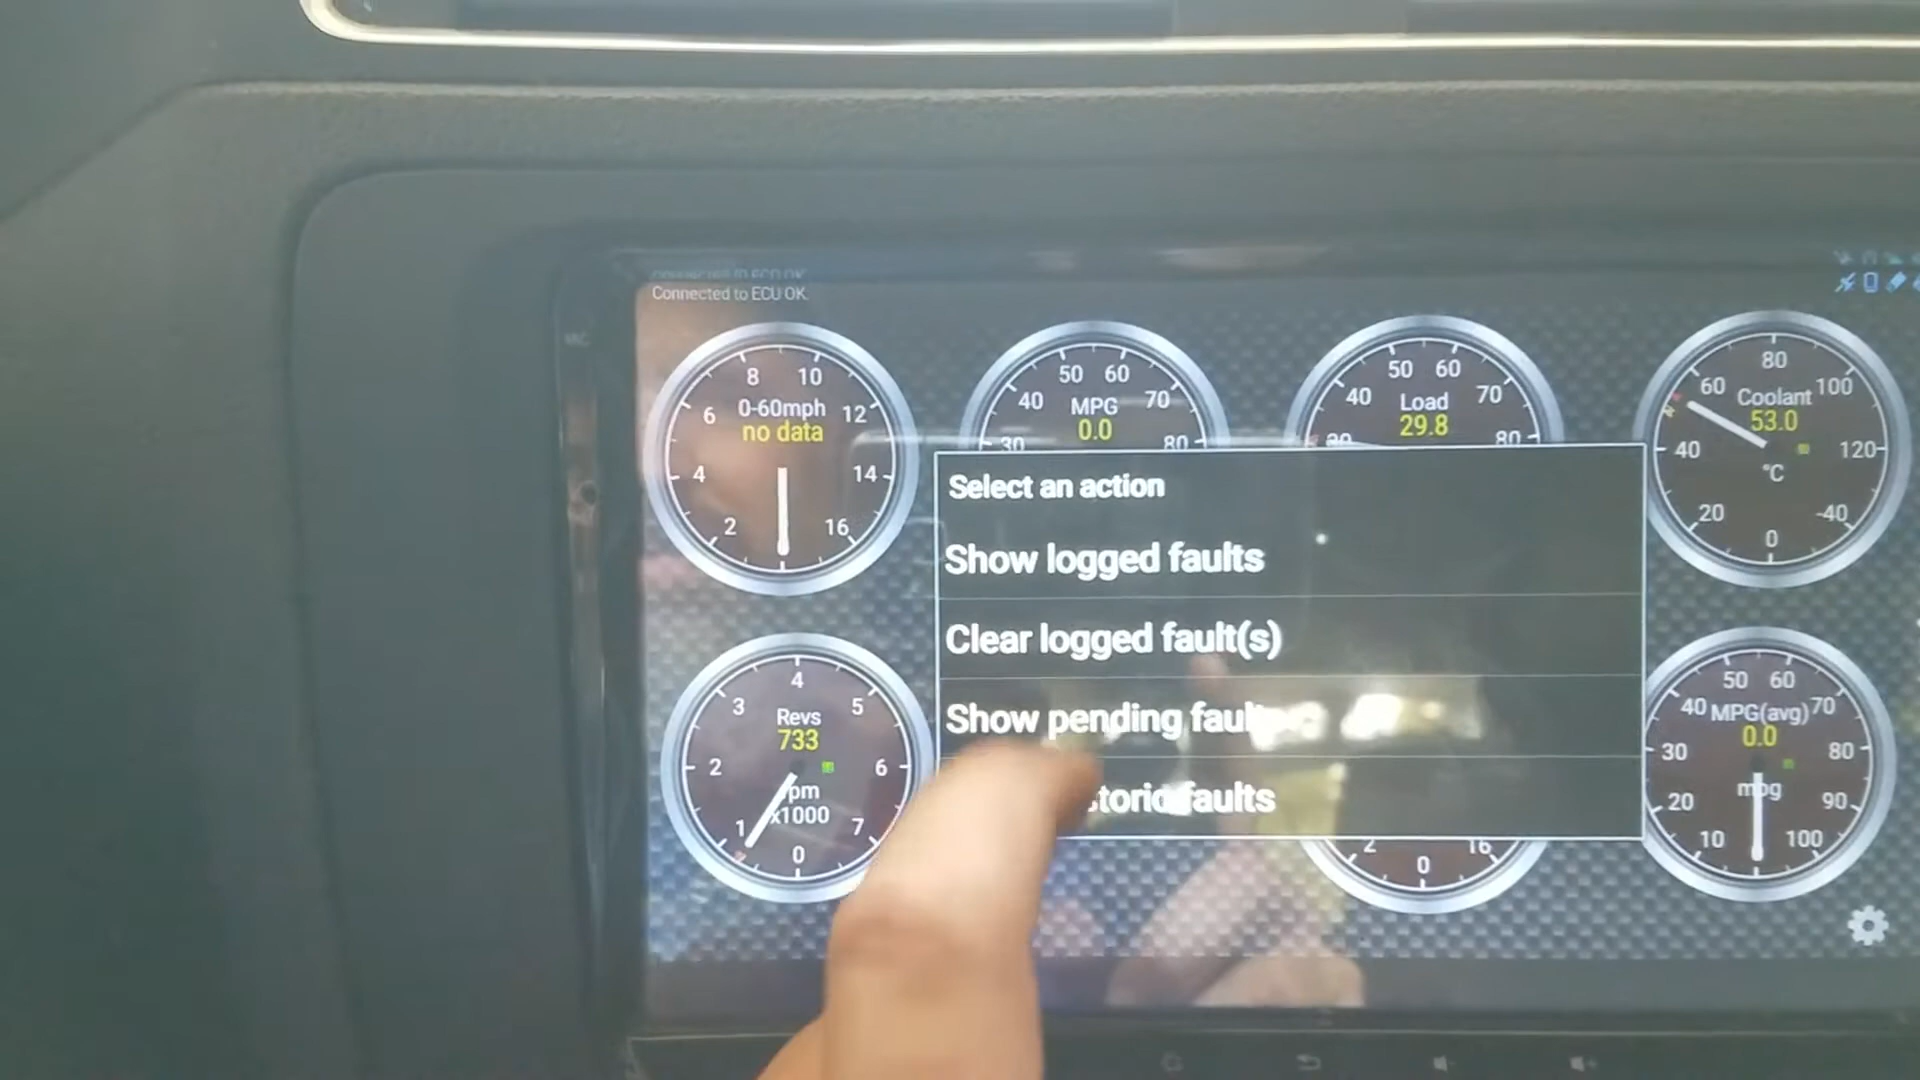 Connected to ECU OK
8 10
6 0-60mph 12
no data
4 14
2 16
50 60
40 MPG 70
0.0
30 80
50 60
40 Load 70
29.8
80
80
60 Coolant 100
53.0
40 120
°C
20 -40
0
Select an action
Show logged faults
Clear logged fault(s)
Show pending
faults
4
3 Revs 5
733
2 6
rpm
x1000
1 7
0
2 16
0
50 60
40 MPG(avg) 70
0.0
30 80
mpg
20 90
10 100